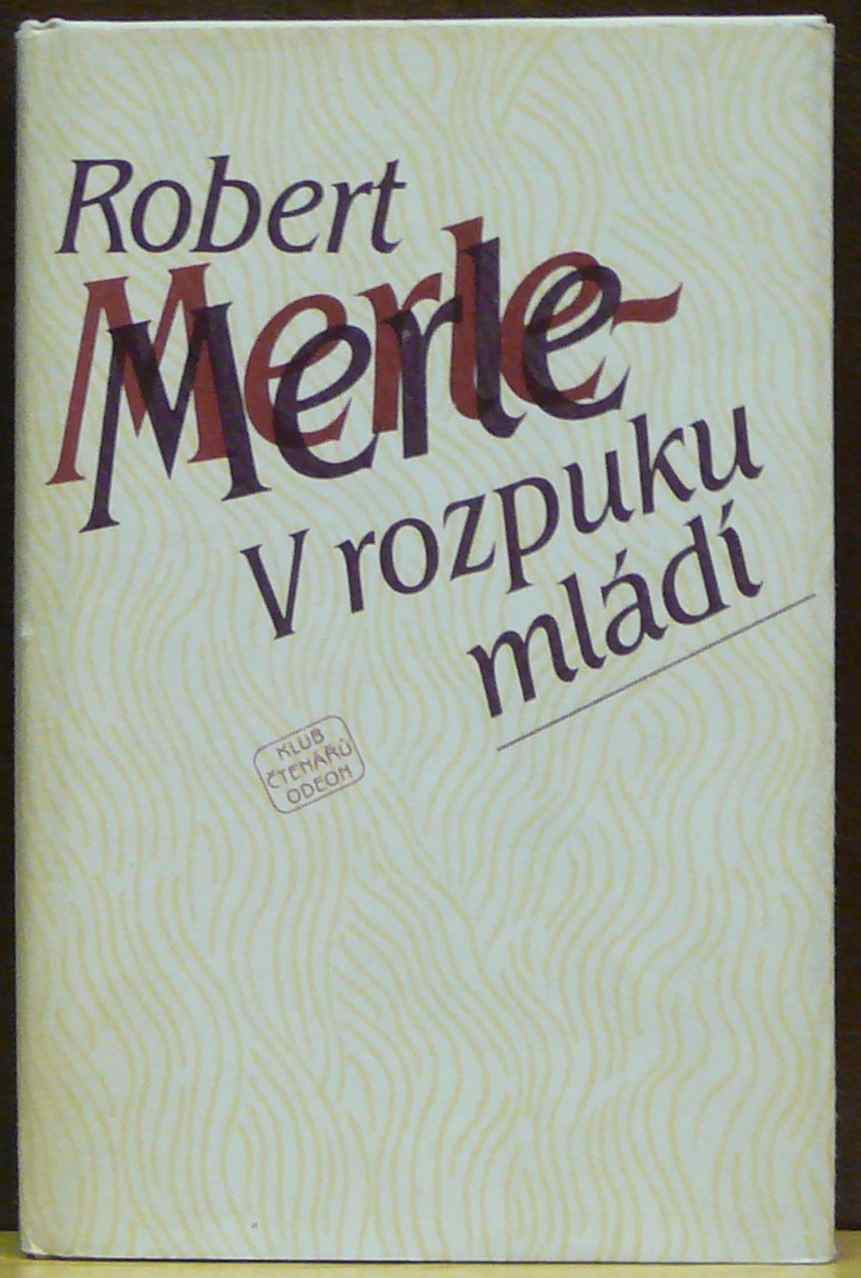 Robert
Merle
V rozpuku
mládí
KLUB
ČTENÁŘŮ
ODEON